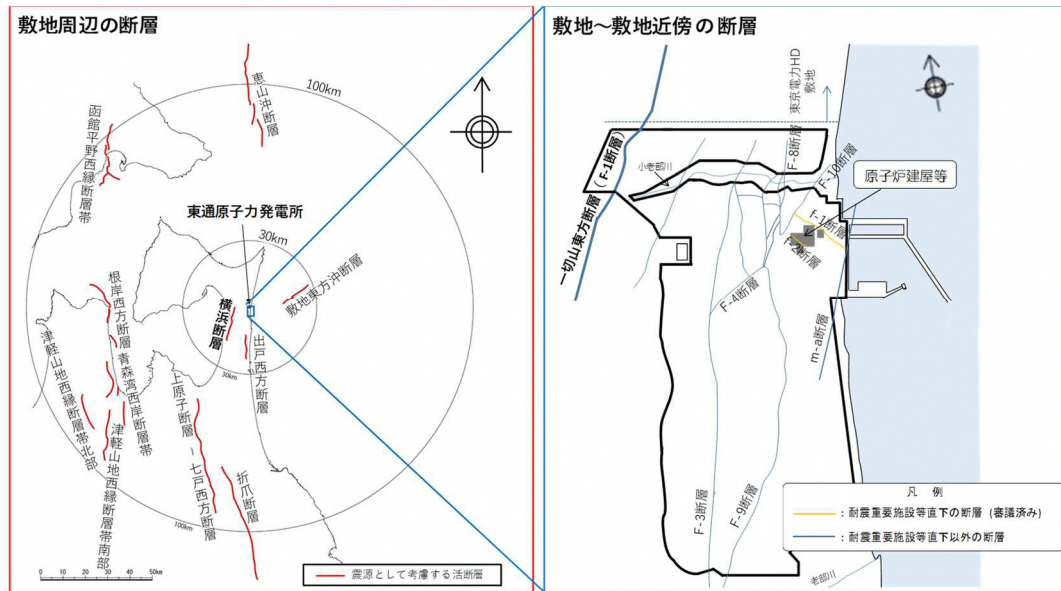 敷地周辺の断層
100km
恵山沖断層
函館平野西縁断層帯
東通原子力発電所
30km
敷地東方沖断層
横浜断層
根岸西方断層
出戸西方断層
30km
青森湾西岸断層帯
津軽山地西縁断層帯北部
上原子断層－七戸西方断層
津軽山地西縁断層帯南部
折爪断層
100km
0 10 20 30 40 50km
震源として考慮する活断層
敷地～敷地近傍の断層
東京電力HD
敷地
F-8断層
一切山東方断層（F-1断層）
小老部川
F-10断層
原子炉建屋等
f-1断層
f-2断層
F-4断層
m-a断層
F-3断層
F-9断層
凡例
：耐震重要施設等直下の断層（審議済み）
：耐震重要施設等直下以外の断層
老部川